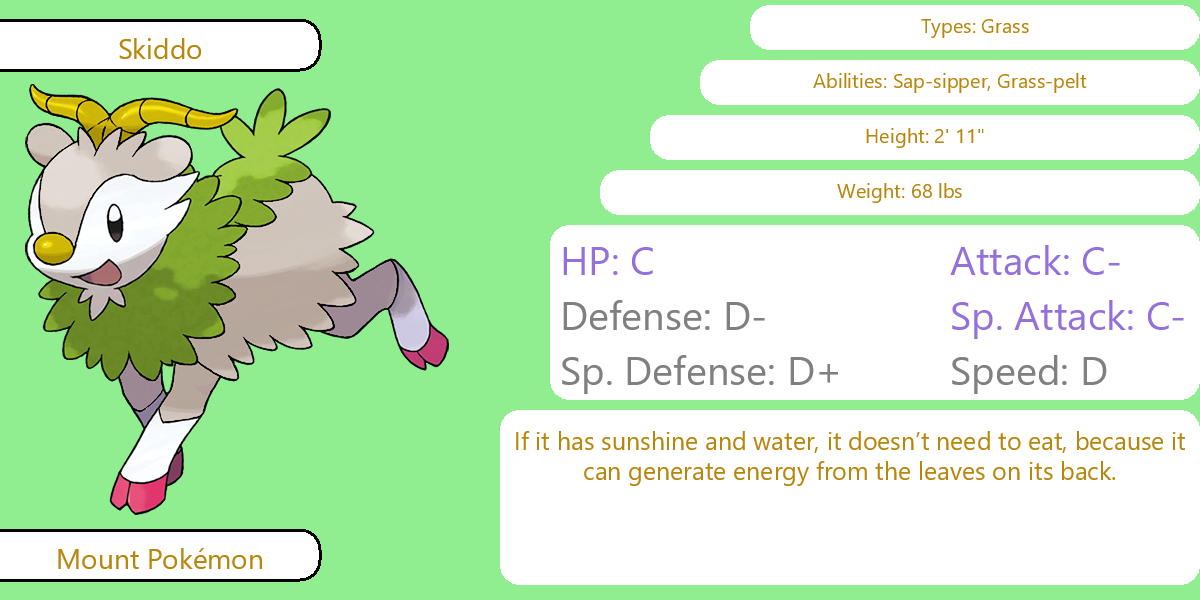 Skiddo
Types: Grass
Abilities: Sap-sipper, Grass-pelt
Height: 2' 11"
Weight: 68 lbs
HP: C
Attack: C-
Defense: D-
Sp. Attack: C-
Sp. Defense: D+
Speed: D
If it has sunshine and water, it doesn’t need to eat, because it
can generate energy from the leaves on its back.
Mount Pokémon